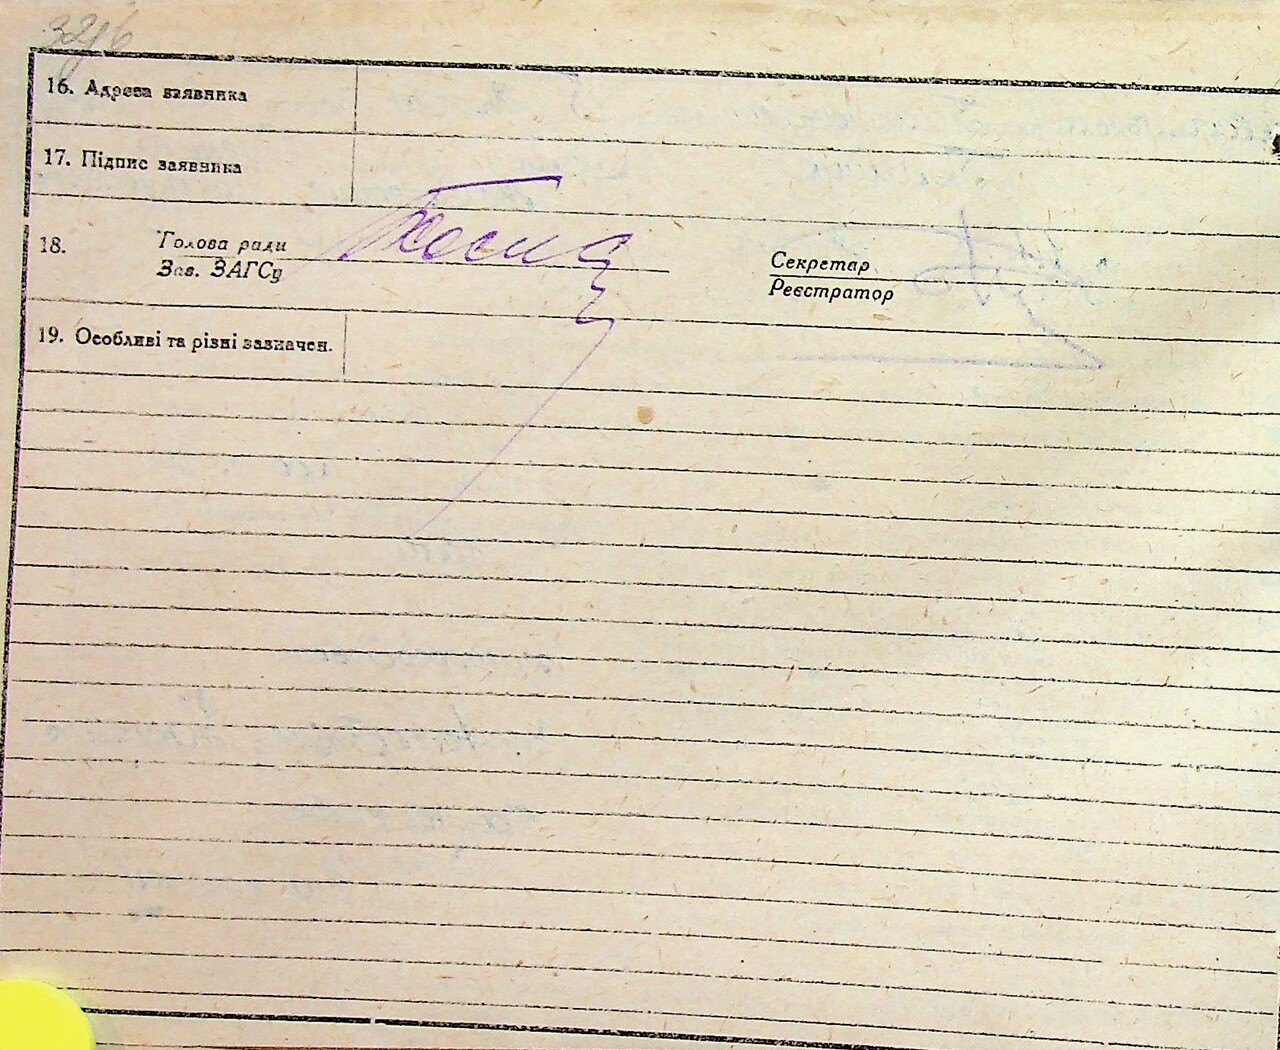 16. Адреса заявника
17. Підпис заявника
18. Голова ради
Зав. ЗАГСу
Секретар
Реєстратор
19. Особливі та різні зазначен.